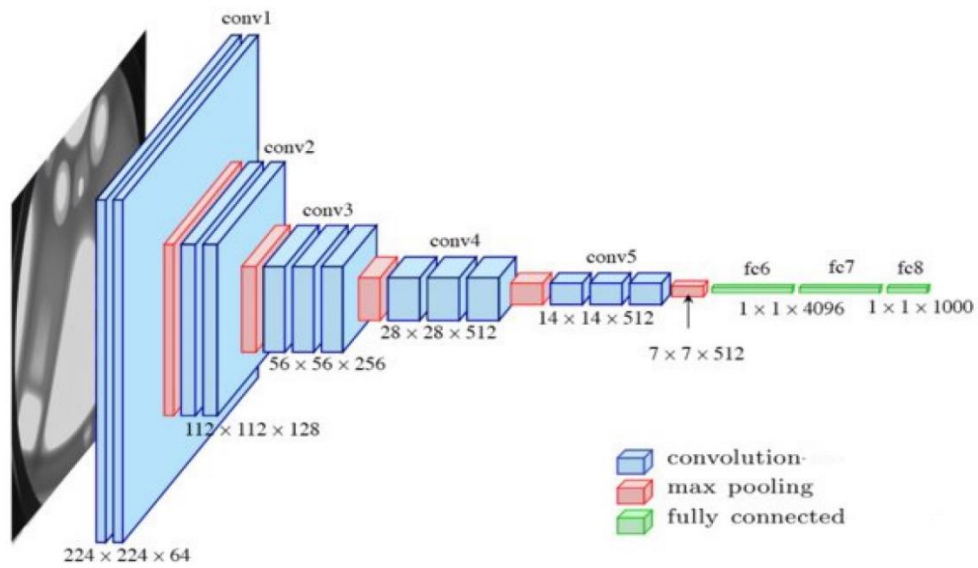 conv1
conv2
conv3
conv4
conv5
fc6 fc7 fc8
1 × 1 × 4096 1 × 1 × 1000
14 × 14 × 512
28 × 28 × 512
7 × 7 × 512
56 × 56 × 256
112 × 112 × 128
224 × 224 × 64
convolution
max pooling
fully connected